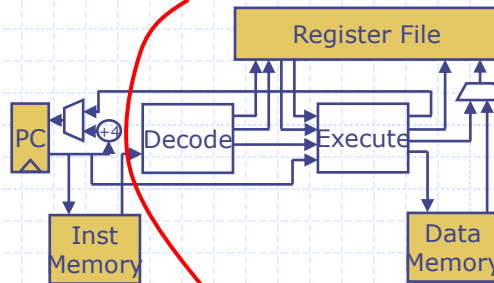 Register File
PC
+4
Decode
Execute
Inst
Memory
Data
Memory